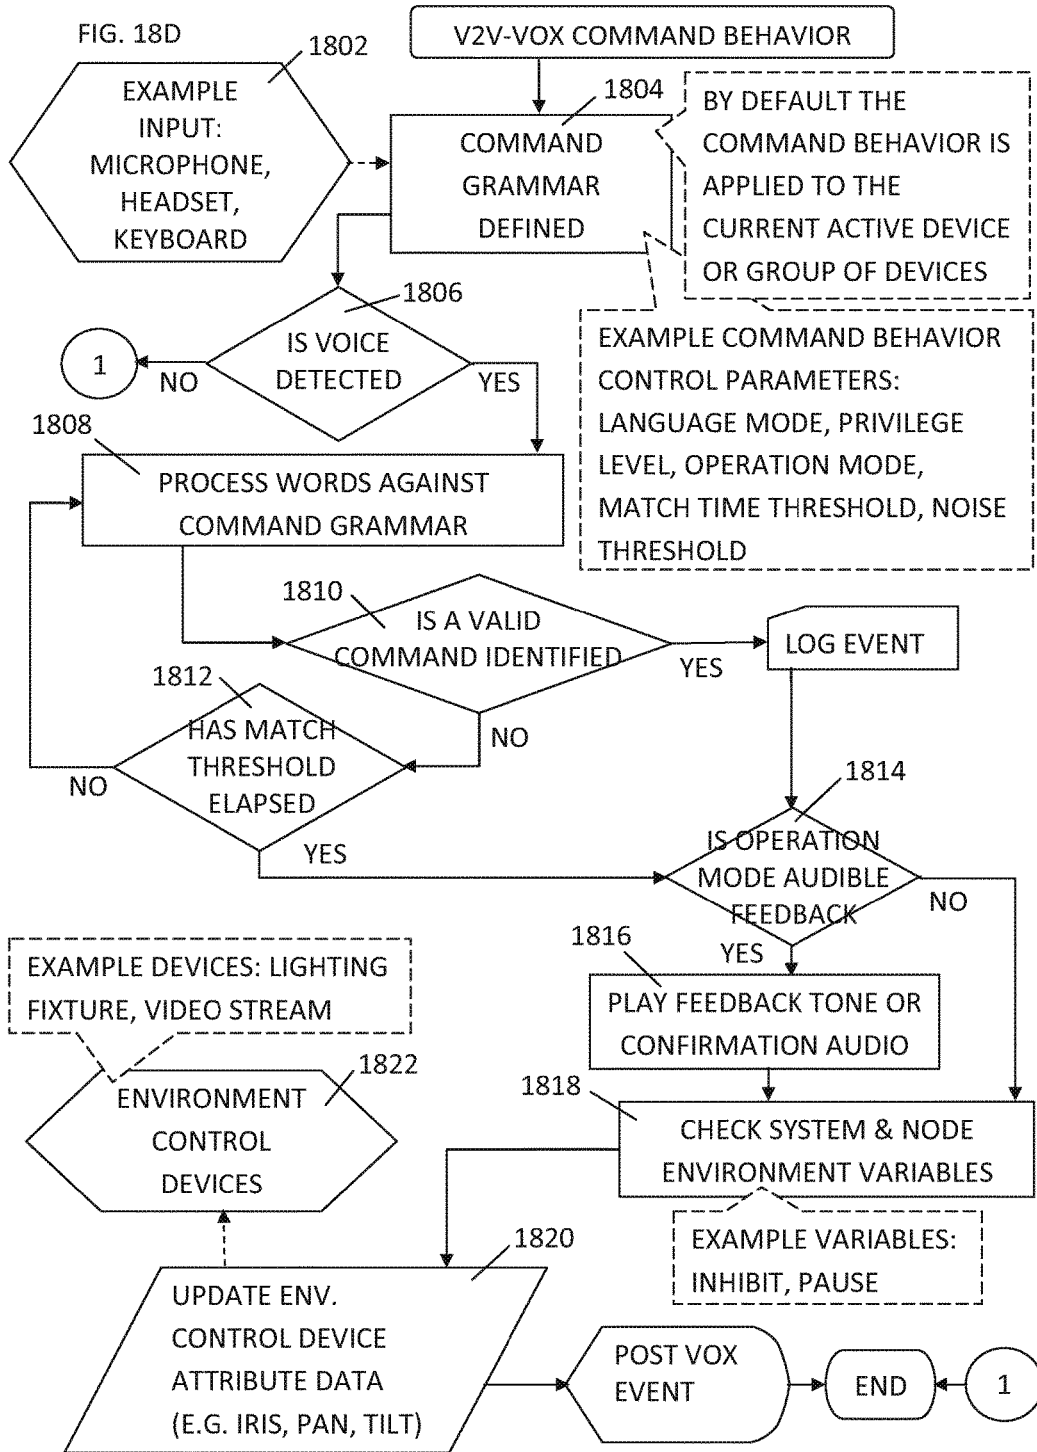 FIG. 18D
V2V-VOX COMMAND BEHAVIOR
1802
EXAMPLE
INPUT:
MICROPHONE,
HEADSET,
KEYBOARD
1804
COMMAND
GRAMMAR
DEFINED
BY DEFAULT THE
COMMAND BEHAVIOR IS
APPLIED TO THE
CURRENT ACTIVE DEVICE
OR GROUP OF DEVICES
EXAMPLE COMMAND BEHAVIOR
CONTROL PARAMETERS:
LANGUAGE MODE, PRIVILEGE
LEVEL, OPERATION MODE,
MATCH TIME THRESHOLD, NOISE
THRESHOLD
1806
IS VOICE
DETECTED
NO
YES
1
1808
PROCESS WORDS AGAINST
COMMAND GRAMMAR
1810
IS A VALID
COMMAND IDENTIFIED
YES
NO
LOG EVENT
1812
HAS MATCH
THRESHOLD
ELAPSED
NO
YES
1814
IS OPERATION
MODE AUDIBLE
FEEDBACK
NO
YES
1816
PLAY FEEDBACK TONE OR
CONFIRMATION AUDIO
1818
CHECK SYSTEM & NODE
ENVIRONMENT VARIABLES
EXAMPLE VARIABLES:
INHIBIT, PAUSE
EXAMPLE DEVICES: LIGHTING
FIXTURE, VIDEO STREAM
1822
ENVIRONMENT
CONTROL
DEVICES
1820
UPDATE ENV.
CONTROL DEVICE
ATTRIBUTE DATA
(E.G. IRIS, PAN, TILT)
POST VOX
EVENT
END
1